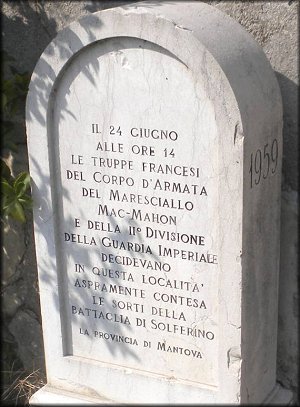 IL 24 GIUGNO
ALLE ORE 14
LE TRUPPE FRANCESI
DEL CORPO D'ARMATA
DEL MARESCIALLO
MAC-MAHON
E DELLA IIª DIVISIONE
DELLA GUARDIA IMPERIALE
DECIDEVANO
IN QUESTA LOCALITA'
ASPRAMENTE CONTESA
LE SORTI DELLA
BATTAGLIA DI SOLFERINO
LA PROVINCIA DI MANTOVA
1959